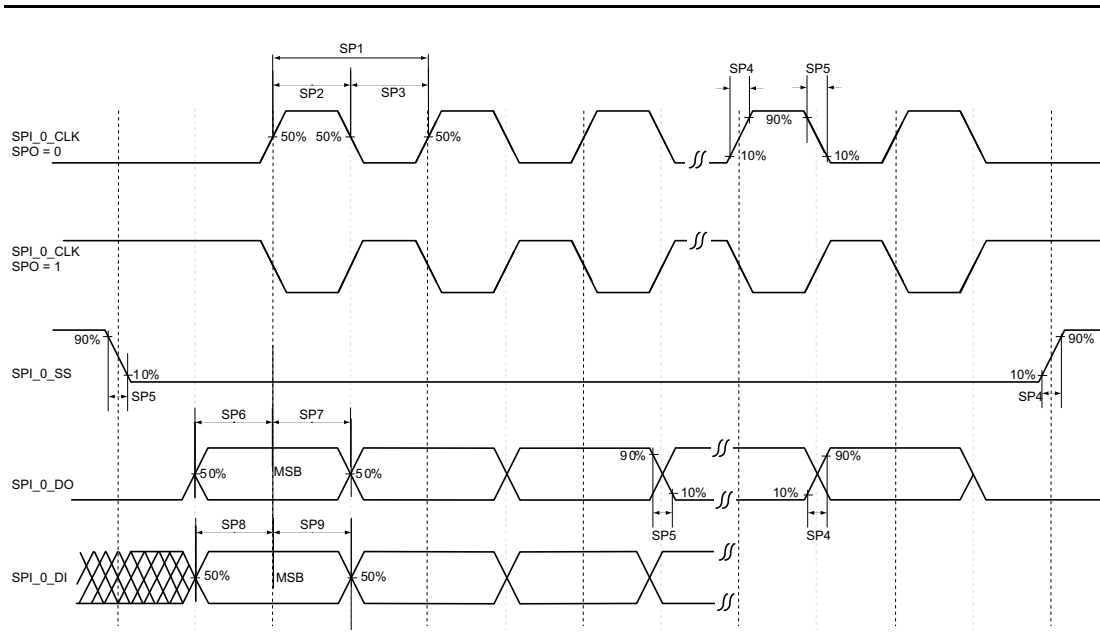 SP1
SP4 SP5
SP2 SP3
SPI_0_CLK
SPO = 0
50% 50% 50% 90%
10% 10%
SPI_0_CLK
SPO = 1
90% 90%
SPI_0_SS 10% 10%
SP5 SP4
SP6 SP7
90% 90%
50% MSB 50%
SPI_0_DO 10% 10%
SP8 SP9 SP5 SP4
SPI_0_DI 50% MSB 50%